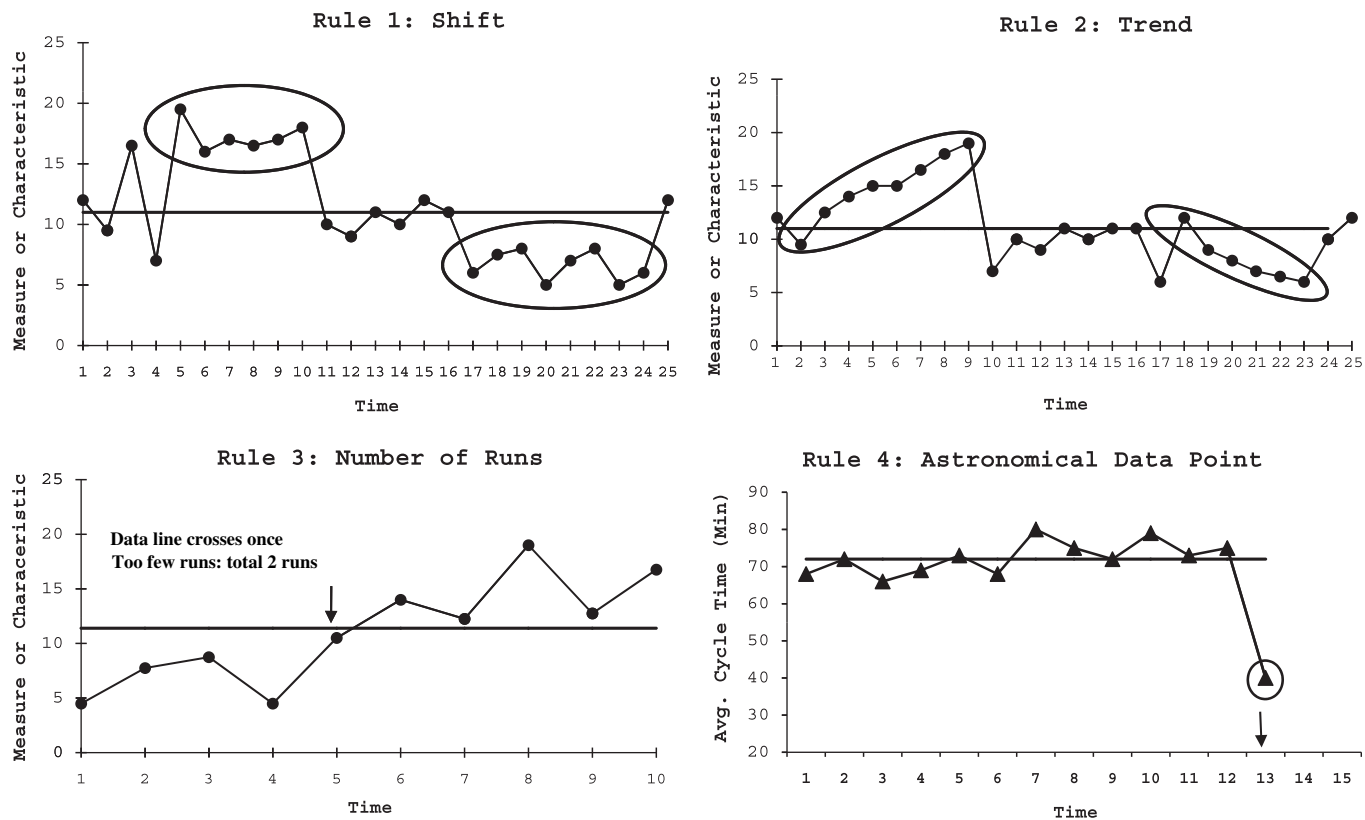 Rule 1: Shift
Measure or Characteristic
25
20
15
10
5
0
1 2 3 4 5 6 7 8 9 10 11 12 13 14 15 16 17 18 19 20 21 22 23 24 25
Time
Rule 2: Trend
Measure or Characteristic
25
20
15
10
5
0
1 2 3 4 5 6 7 8 9 10 11 12 13 14 15 16 17 18 19 20 21 22 23 24 25
Time
Rule 3: Number of Runs
Measure or Characeristic
25
20
15
10
5
0
Data line crosses once
Too few runs: total 2 runs
1 2 3 4 5 6 7 8 9 10
Time
Rule 4: Astronomical Data Point
Avg. Cycle Time (Min)
90
80
70
60
50
40
30
20
1 2 3 4 5 6 7 8 9 10 11 12 13 14 15
Time